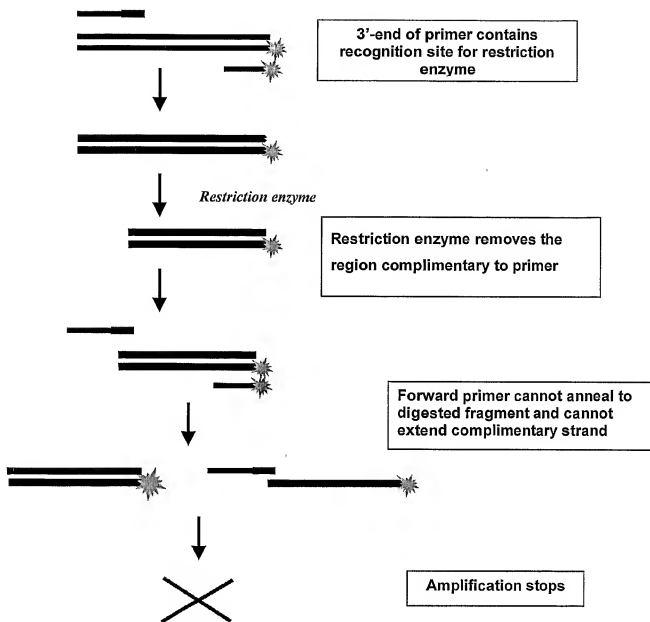 3'-end of primer contains
recognition site for restriction
enzyme
Restriction enzyme
Restriction enzyme removes the
region complimentary to primer
Forward primer cannot anneal to
digested fragment and cannot
extend complimentary strand
Amplification stops